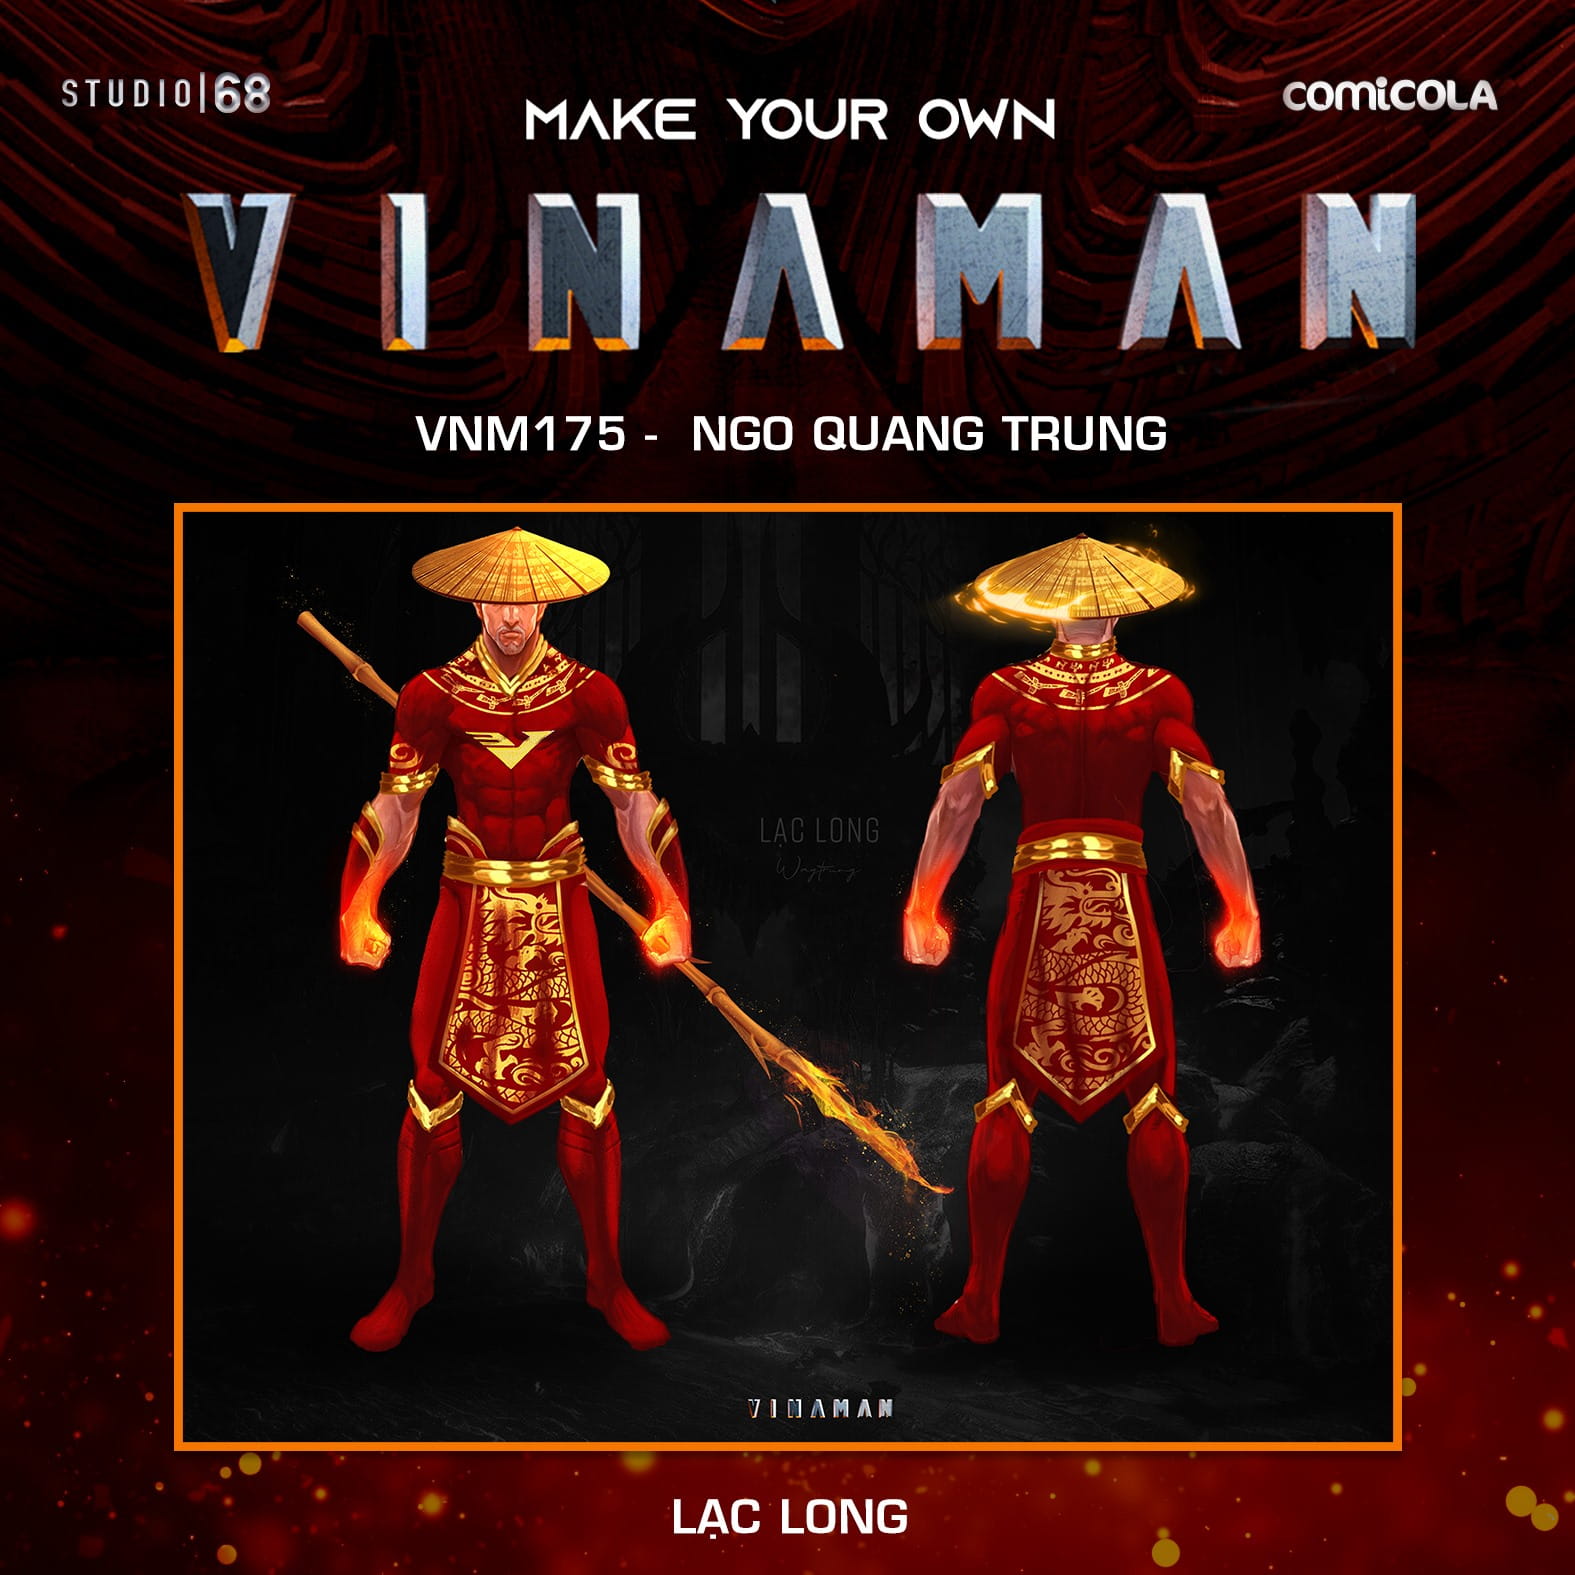 STUDIO|68
COMiCOLA
MAKE YOUR OWN
VINAMAN
VNM175 - NGO QUANG TRUNG
LẠC LONG
VINAMAN
LẠC LONG